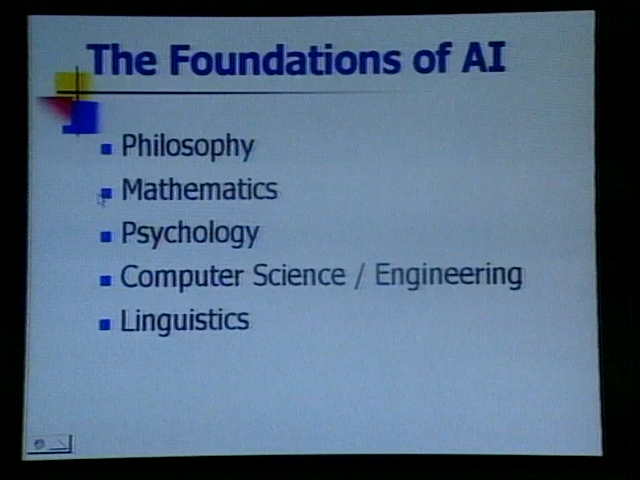 The Foundations of AI
Philosophy
Mathematics
Psychology
Computer Science / Engineering
Linguistics